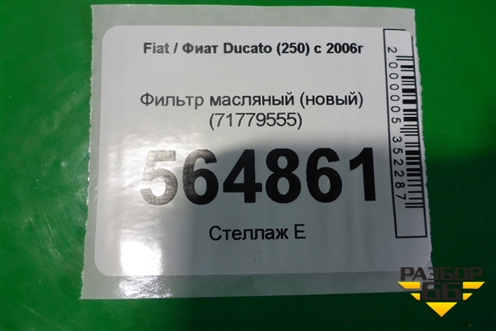 Fiat / Фиат Ducato (250) с 2006г
Фильтр масляный (новый)
(71779555)
564861
Стеллаж Е
2000005352287
РАЗБОР
66